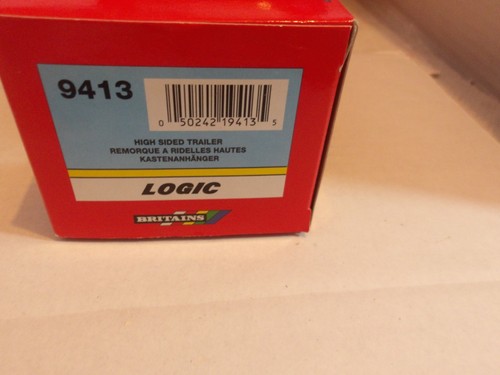 9413
0 50242 19413 5
HIGH SIDED TRAILER
REMORQUE A RIDELLES HAUTES
KASTENANHÄNGER
LOGIC
BRITAINS